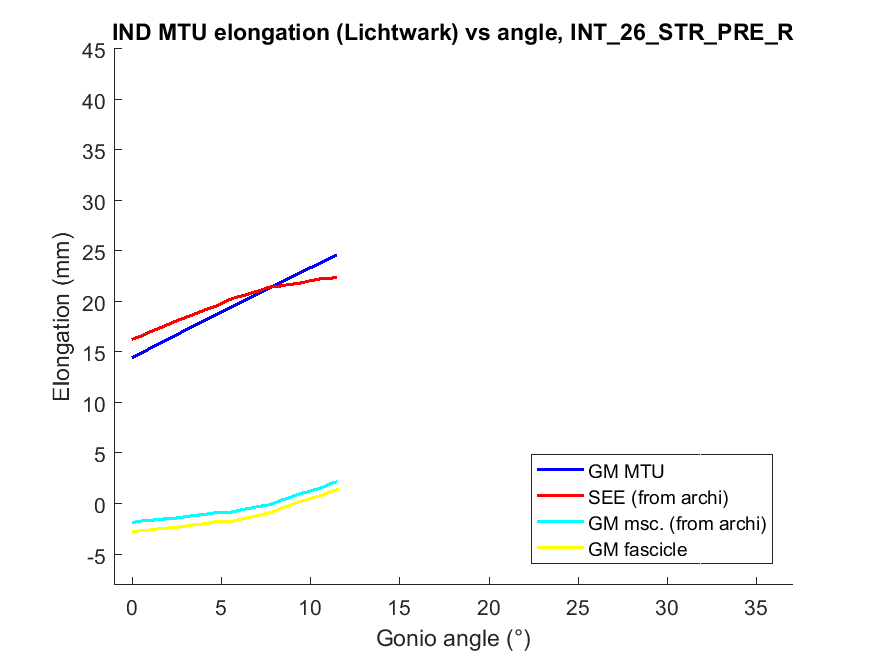 IND MTU elongation (Lichtwark) vs angle, INT_26_STR_PRE_R
45
40
35
30
25
20
15
10
5
0
-5
Elongation (mm)
0 5 10 15 20 25 30 35
Gonio angle (°)
GM MTU
SEE (from archi)
GM msc. (from archi)
GM fascicle